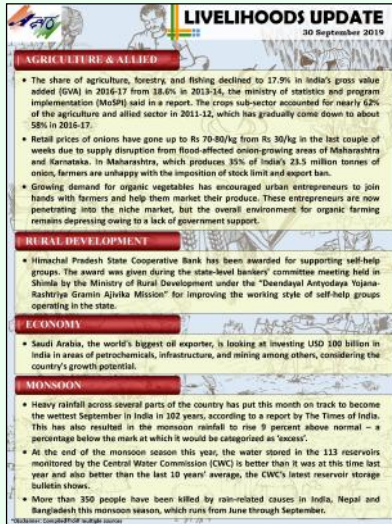 LIVELIHOODS UPDATE
30 September 2019
AGRICULTURE & ALLIED
• The share of agriculture, forestry, and fishing declined to 17.9% in India's gross value
added (GVA) in 2016-17 from 18.6% in 2013-14, the ministry of statistics and program
implementation (MoSPI) said in a report. The crops sub-sector accounted for nearly 62%
of the agriculture and allied sector in 2011-12, which has gradually come down to about
58% in 2016-17.
• Retail prices of onions have gone up to Rs 70-80/kg from Rs 30/kg in the last couple of
weeks due to supply disruption from flood-affected onion-growing areas of Maharashtra
and Karnataka. In Maharashtra, which produces 35% of India's 23.5 million tonnes of
onion, farmers are unhappy with the imposition of stock limit and export ban.
• Growing demand for organic vegetables has encouraged urban entrepreneurs to join
hands with farmers and help them market their produce. These entrepreneurs are now
penetrating into the niche market, but the overall environment for organic farming
remains depressing owing to a lack of government support.
RURAL DEVELOPMENT
• Himachal Pradesh State Cooperative Bank has been awarded for supporting self-help
groups. The award was given during the state-level bankers' committee meeting held in
Shimla by the Ministry of Rural Development under the "Deendayal Antyodaya Yojana-
Rashtriya Gramin Ajivika Mission" for improving the working style of self-help groups
operating in the state.
ECONOMY
• Saudi Arabia, the world's biggest oil exporter, is looking at investing USD 100 billion
in India in areas of petrochemicals, infrastructure, and mining among others, considering the
country's growth potential.
MONSOON
• Heavy rainfall across several parts of the country has put this month on track to become
the wettest September in India in 102 years, according to a report by The Times of India.
This has also resulted in the monsoon rainfall to rise 9 percent above normal – a
percentage below the mark at which it would be categorized as 'excess'.
• At the end of the monsoon season this year, the water stored in the 113 reservoirs
monitored by the Central Water Commission (CWC) is better than it was at this time last
year and also better than the last 10 years' average, the CWC's latest reservoir storage
bulletin shows.
• More than 350 people have been killed by rain-related causes in India, Nepal and
Bangladesh this monsoon season, which runs from June through September.
*Disclaimer: Compiled from multiple sources